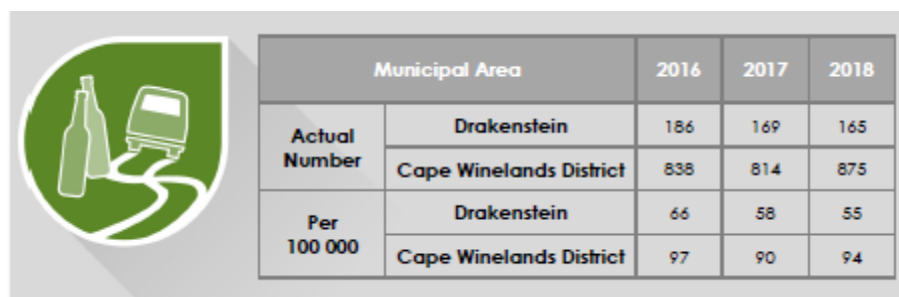 Municipal Area 2016 2017 2018
Actual Number Drakenstein 186 169 165
Cape Winelands District 838 814 875
Per 100 000 Drakenstein 66 58 55
Cape Winelands District 97 90 94